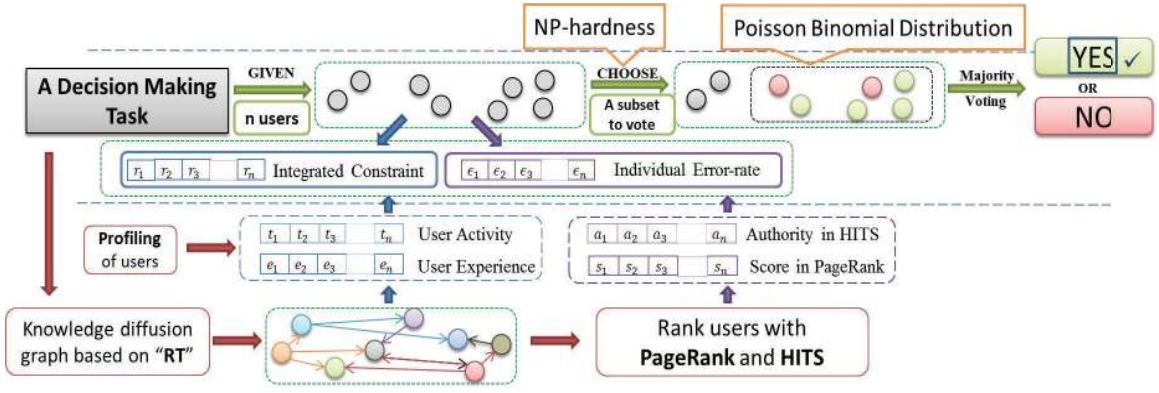 NP-hardness
Poisson Binomial Distribution
A Decision Making
Task
GIVEN
n users
CHOOSE
A subset
to vote
Majority
Voting
YES ✓
OR
NO
r₁ r₂ r₃ rₙ Integrated Constraint
ϵ₁ ϵ₂ ϵ₃ ϵₙ Individual Error-rate
Profiling
of users
t₁ t₂ t₃ tₙ User Activity
e₁ e₂ e₃ eₙ User Experience
a₁ a₂ a₃ aₙ Authority in HITS
s₁ s₂ s₃ sₙ Score in PageRank
Knowledge diffusion
graph based on “RT”
Rank users with
PageRank and HITS